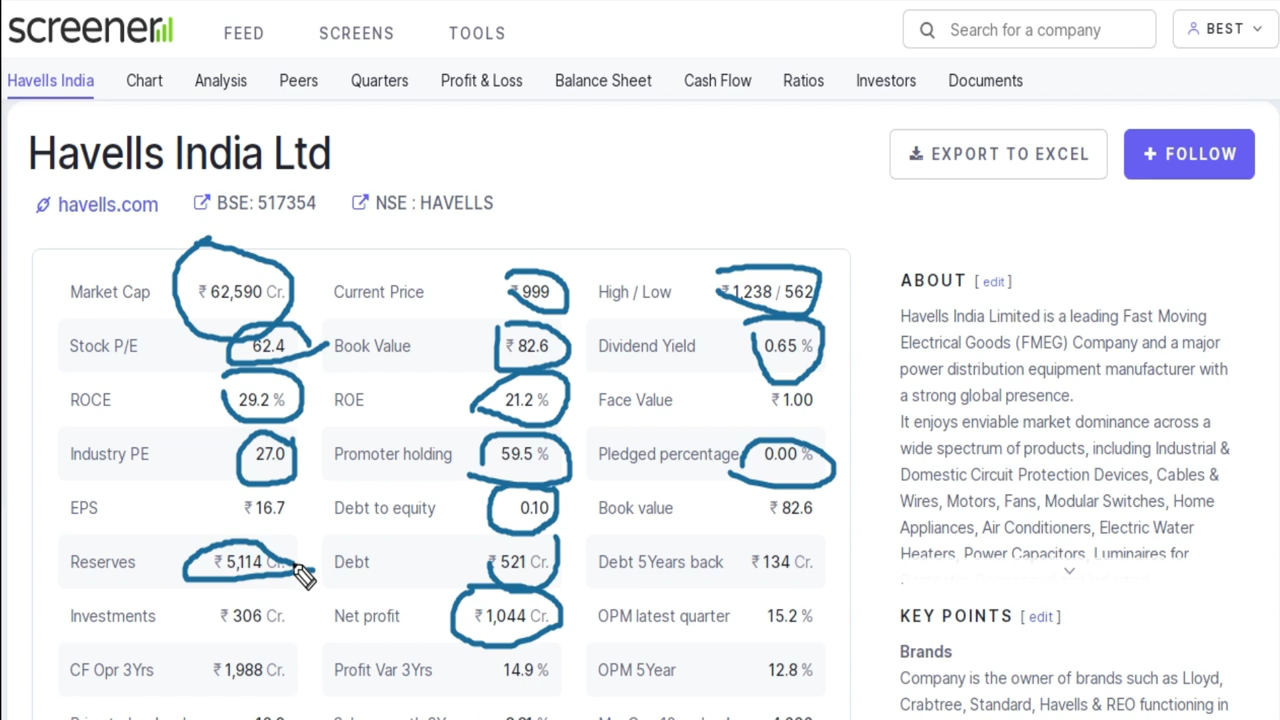 screener FEED SCREENS TOOLS Search for a company BEST
Havells India Chart Analysis Peers Quarters Profit & Loss Balance Sheet Cash Flow Ratios Investors Documents
Havells India Ltd
EXPORT TO EXCEL + FOLLOW
havells.com BSE: 517354 NSE : HAVELLS
Market Cap ₹ 62,590 Cr. Current Price ₹ 999 High / Low ₹ 1,238 / 562
Stock P/E 62.4 Book Value ₹ 82.6 Dividend Yield 0.65 %
ROCE 29.2 % ROE 21.2 % Face Value ₹ 1.00
Industry PE 27.0 Promoter holding 59.5 % Pledged percentage 0.00 %
EPS ₹ 16.7 Debt to equity 0.10 Book value ₹ 82.6
Reserves ₹ 5,114 Cr. Debt ₹ 521 Cr. Debt 5Years back ₹ 134 Cr.
Investments ₹ 306 Cr. Net profit ₹ 1,044 Cr. OPM latest quarter 15.2 %
CF Opr 3Yrs ₹ 1,988 Cr. Profit Var 3Yrs 14.9 % OPM 5Year 12.8 %
ABOUT [ edit ]
Havells India Limited is a leading Fast Moving
Electrical Goods (FMEG) Company and a major
power distribution equipment manufacturer with
a strong global presence.
It enjoys enviable market dominance across a
wide spectrum of products, including Industrial &
Domestic Circuit Protection Devices, Cables &
Wires, Motors, Fans, Modular Switches, Home
Appliances, Air Conditioners, Electric Water
Heaters, Power Capacitors, Luminaires for
KEY POINTS [ edit ]
Brands
Company is the owner of brands such as Lloyd,
Crabtree, Standard, Havells & REO functioning in